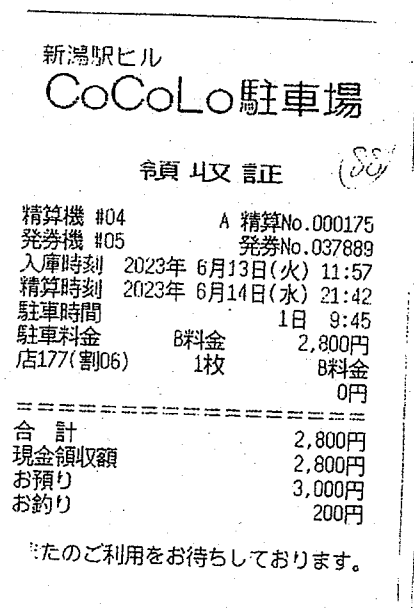 新潟駅ビル
CoCoLo駐車場
領収証
精算機 #04 A 精算No.000175
発券機 #05 発券No.037889
入庫時刻 2023年 6月13日(火) 11:57
精算時刻 2023年 6月14日(水) 21:42
駐車時間 1日 9:45
駐車料金 B料金 2,800円
店177(割06) 1枚 B料金
0円
==================
合 計 2,800円
現金領収額 2,800円
お預り 3,000円
お釣り 200円
またのご利用をお待ちしております。